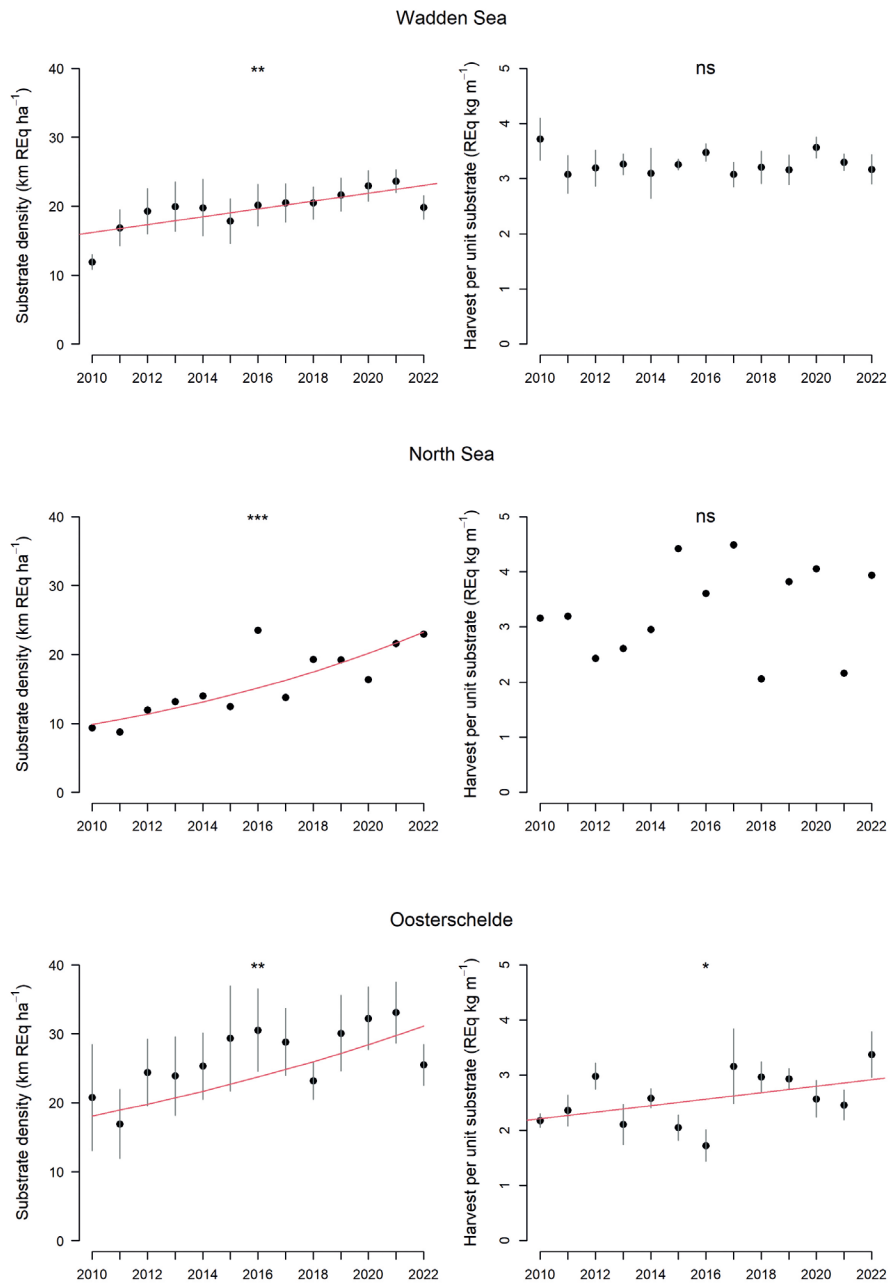 Wadden Sea
**
Substrate density (km REq ha⁻¹)
40
30
20
10
0
2010 2012 2014 2016 2018 2020 2022
ns
Harvest per unit substrate (REq kg m⁻¹)
5
4
3
2
1
0
2010 2012 2014 2016 2018 2020 2022
North Sea
***
Substrate density (km REq ha⁻¹)
40
30
20
10
0
2010 2012 2014 2016 2018 2020 2022
ns
Harvest per unit substrate (REq kg m⁻¹)
5
4
3
2
1
0
2010 2012 2014 2016 2018 2020 2022
Oosterschelde
**
Substrate density (km REq ha⁻¹)
40
30
20
10
0
2010 2012 2014 2016 2018 2020 2022
*
Harvest per unit substrate (REq kg m⁻¹)
5
4
3
2
1
0
2010 2012 2014 2016 2018 2020 2022